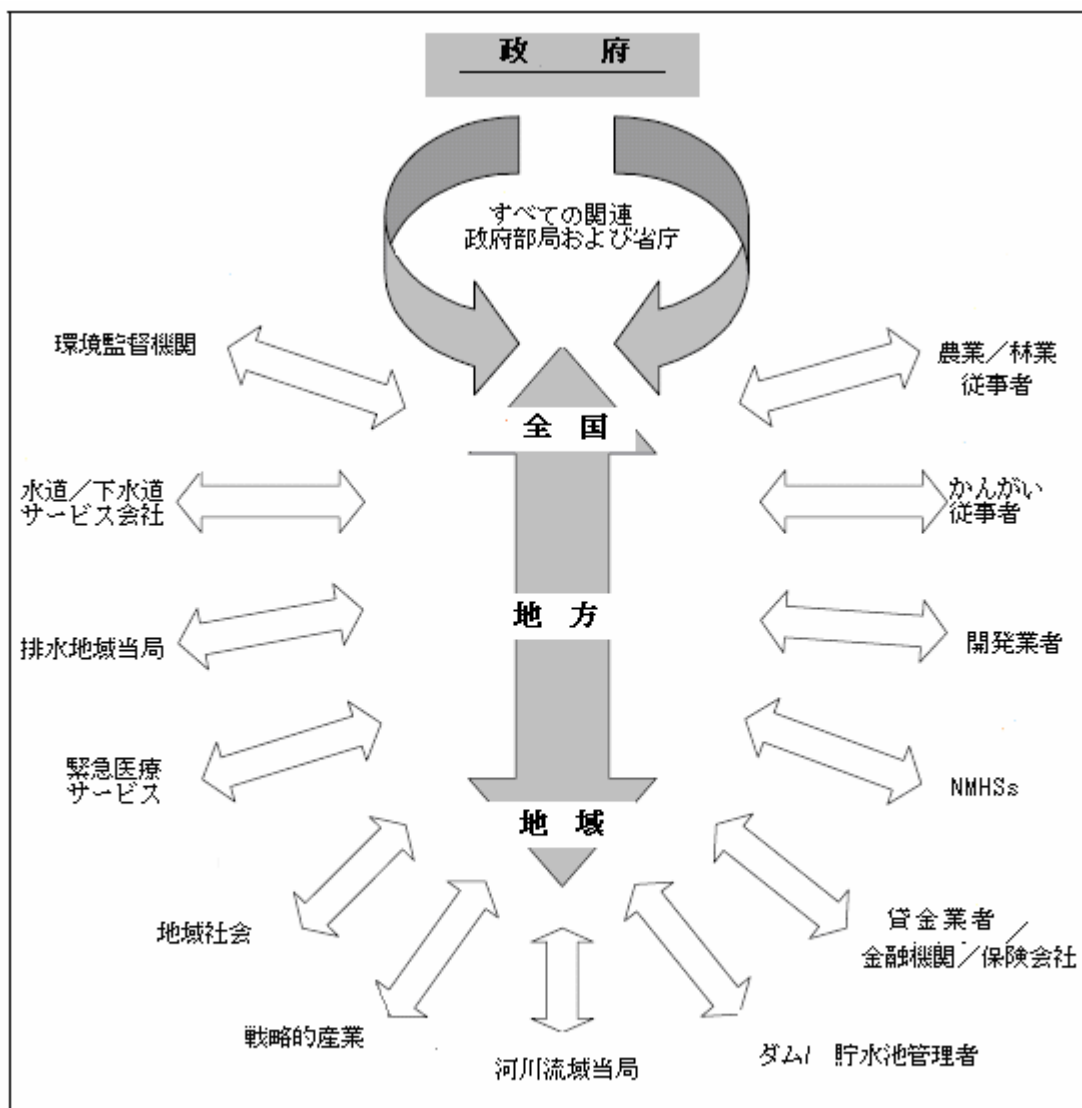 政　府
すべての関連
政府部局および省庁
環境監督機関
農業／林業
従事者
全　国
水道／下水道
サービス会社
かんがい
従事者
地　方
排水地域当局
開発業者
緊急医療
サービス
NMHSs
地　域
地域社会
貸金業者／
金融機関／保険会社
戦略的産業
河川流域当局
ダム/　貯水池管理者